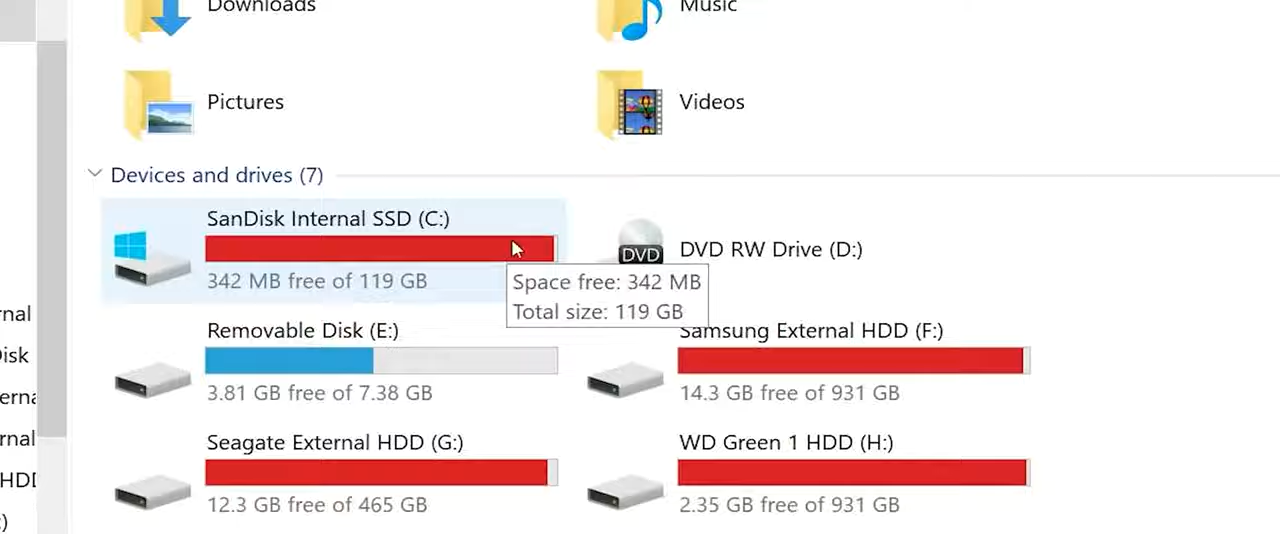 Downloads
Music
Pictures
Videos
Devices and drives (7)
SanDisk Internal SSD (C:)
342 MB free of 119 GB
DVD
DVD RW Drive (D:)
Space free: 342 MB
Total size: 119 GB
Removable Disk (E:)
3.81 GB free of 7.38 GB
Samsung External HDD (F:)
14.3 GB free of 931 GB
Seagate External HDD (G:)
12.3 GB free of 465 GB
WD Green 1 HDD (H:)
2.35 GB free of 931 GB